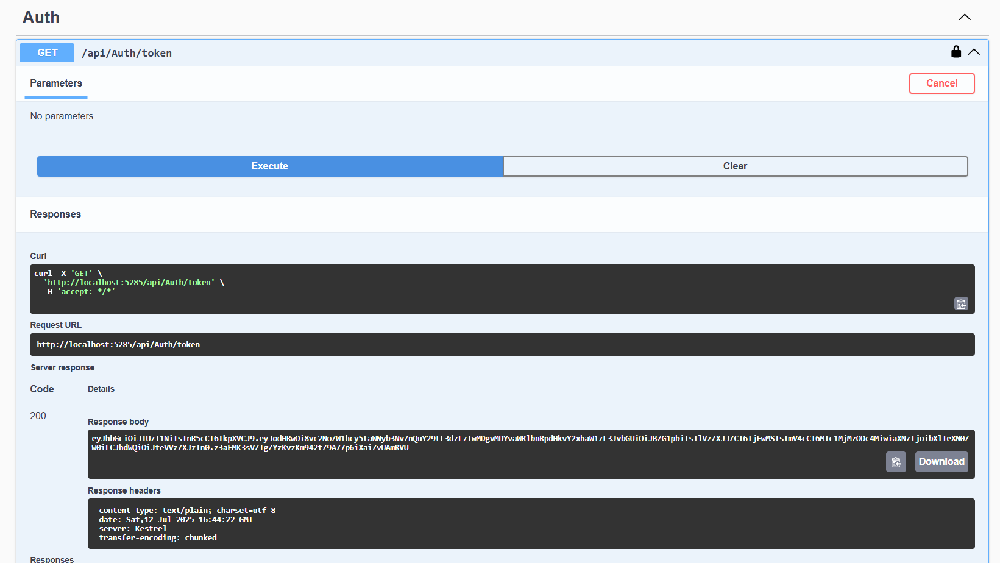 Auth
GET /api/Auth/token
Parameters
Cancel
No parameters
Execute
Clear
Responses
Curl
curl -X 'GET' \
'http://localhost:5285/api/Auth/token' \
-H 'accept: */*'
Request URL
http://localhost:5285/api/Auth/token
Server response
Code Details
200
Response body
eyJhbGciOiJIUzI1NiIsInR5cCI6IkpXVCJ9.eyJodHRwOi8vc2NoZW1hcy5taWNyb3NvZnQuY29tL3dzLzIwMDgvMDYvaWRlbnRpdHkvY2xhaW1zL3JvbGUiOiJBZG1pbiIsIlVzZXJJZCI6IjEwMSIsImV4cCI6MTc1MjMzODc4MiwiaXNzIjoibXlTeXN0Z
W0iLCJhdWQiOiJteVVzZXJzIn0.z3aEMK3sVZIgZYzKvzKm942tZ9A77p6iXaiZvUAmRVU
Download
Response headers
content-type: text/plain; charset=utf-8
date: Sat,12 Jul 2025 16:44:22 GMT
server: Kestrel
transfer-encoding: chunked
Responses